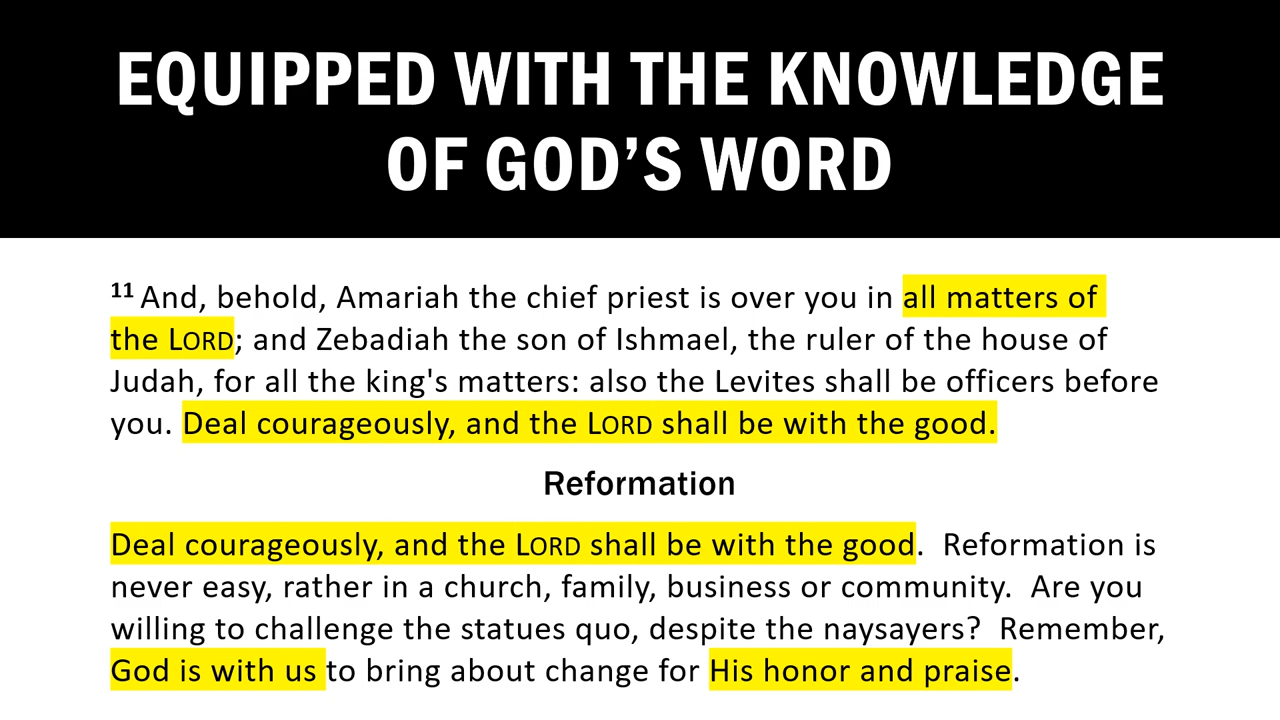 EQUIPPED WITH THE KNOWLEDGE
OF GOD’S WORD
11 And, behold, Amariah the chief priest is over you in all matters of
the LORD; and Zebadiah the son of Ishmael, the ruler of the house of
Judah, for all the king's matters: also the Levites shall be officers before
you. Deal courageously, and the LORD shall be with the good.
Reformation
Deal courageously, and the LORD shall be with the good.  Reformation is
never easy, rather in a church, family, business or community.  Are you
willing to challenge the statues quo, despite the naysayers?  Remember,
God is with us to bring about change for His honor and praise.